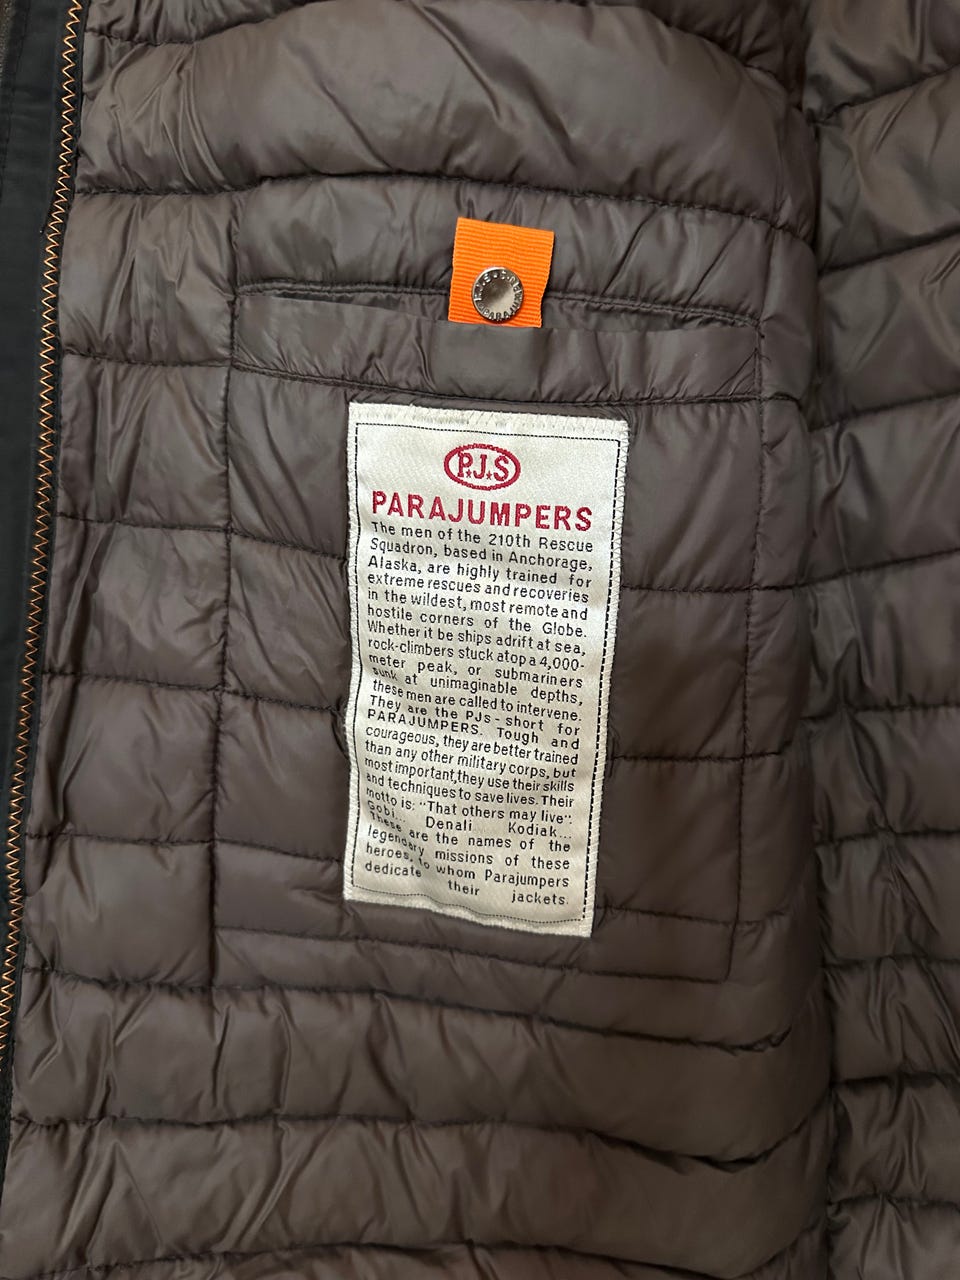 P.J.S
PARAJUMPERS
The men of the 210th Rescue
Squadron, based in Anchorage,
Alaska, are highly trained for
extreme rescues and recoveries
in the wildest, most remote and
hostile corners of the Globe.
Whether it be ships adrift at sea,
rock-climbers stuck atop a 4,000-
meter peak, or submariners
sunk at unimaginable depths,
these men are called to intervene.
They are the PJs - short for
PARAJUMPERS. Tough and
courageous, they are better trained
than any other military corps, but
most important,they use their skills
and techniques to save lives. Their
motto is: "That others may live":
Gobi... Denali Kodiak...
These are the names of the
legendary missions of these
heroes, to whom Parajumpers
dedicate their jackets.